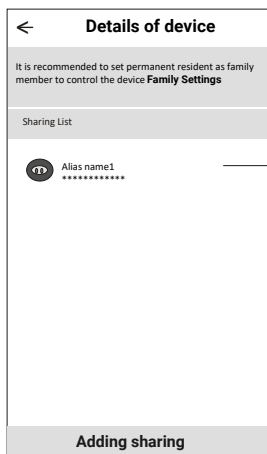 Details of device
It is recommended to set permanent resident as family
member to control the device Family Settings
Sharing List
Alias name1
************
Adding sharing